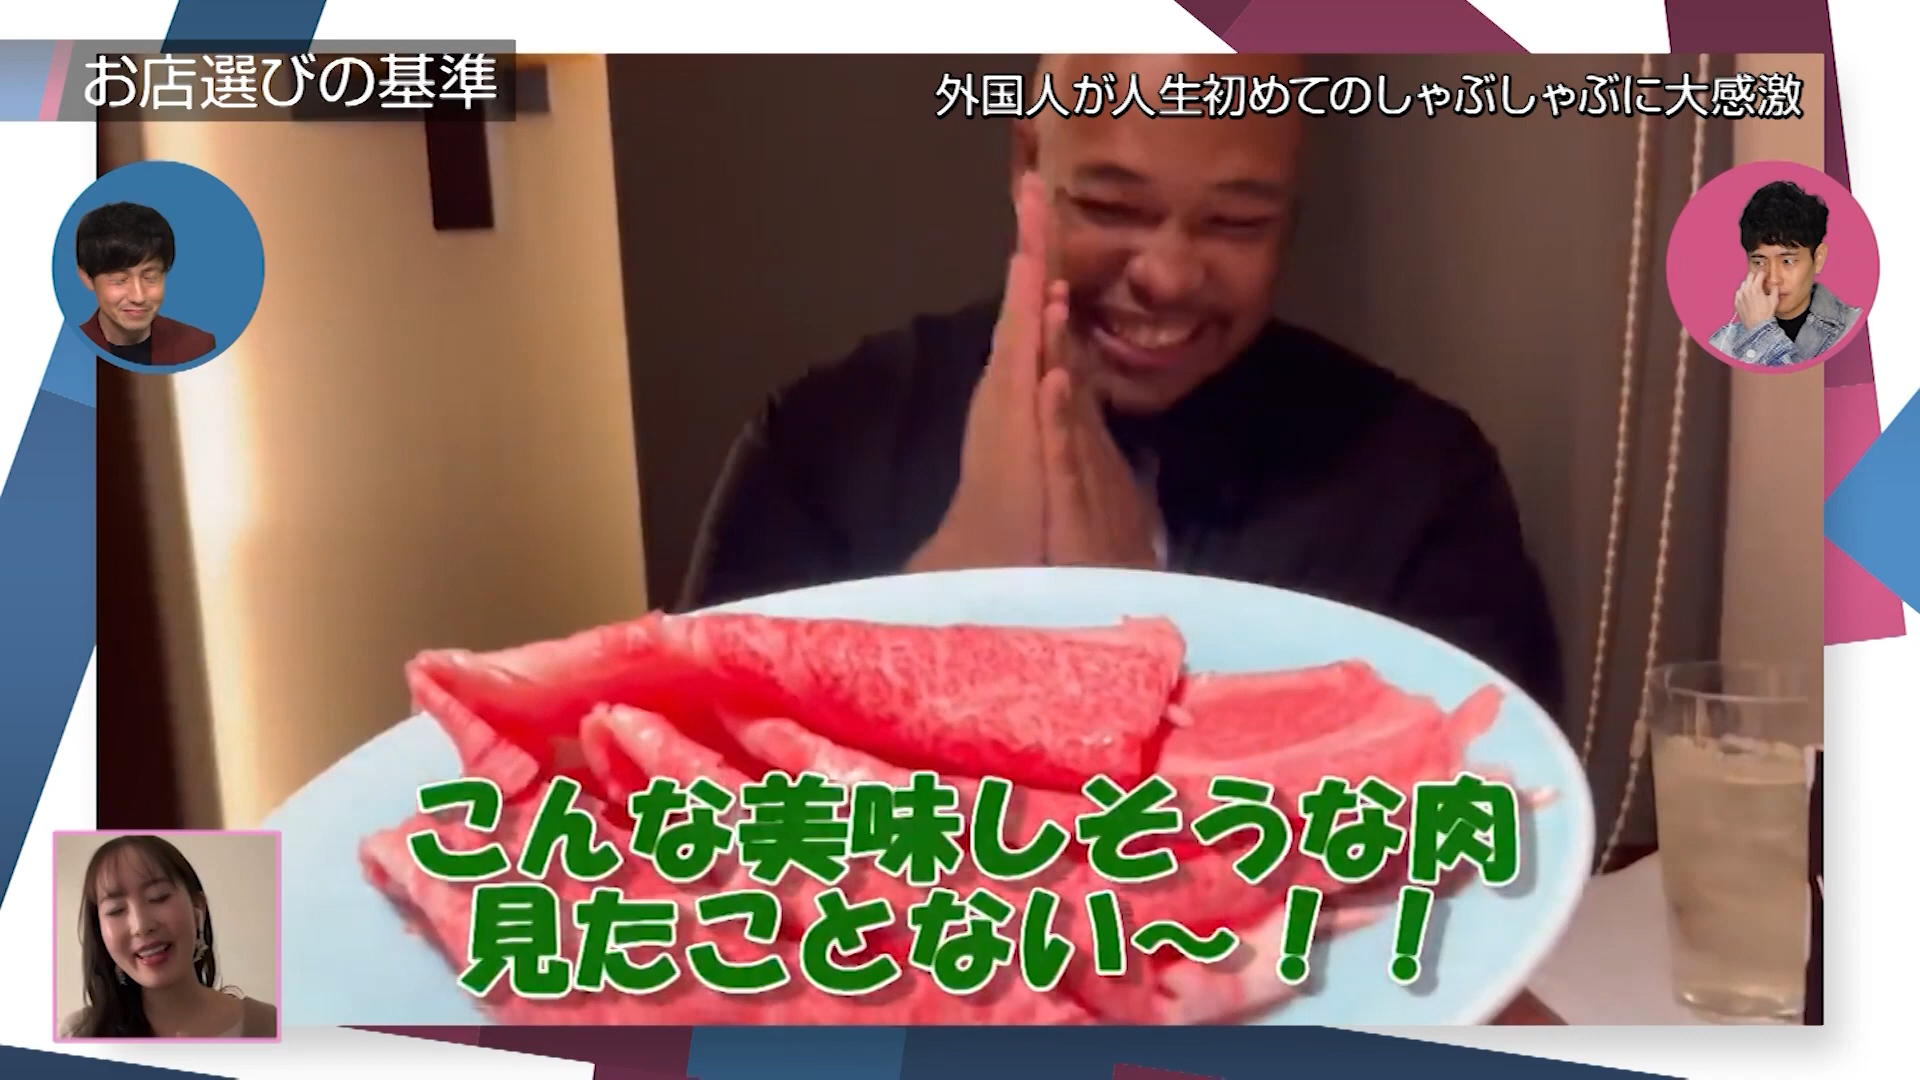 お店選びの基準
外国人が人生初めてのしゃぶしゃぶに大感激
こんな美味しそうな肉
見たことない〜！！